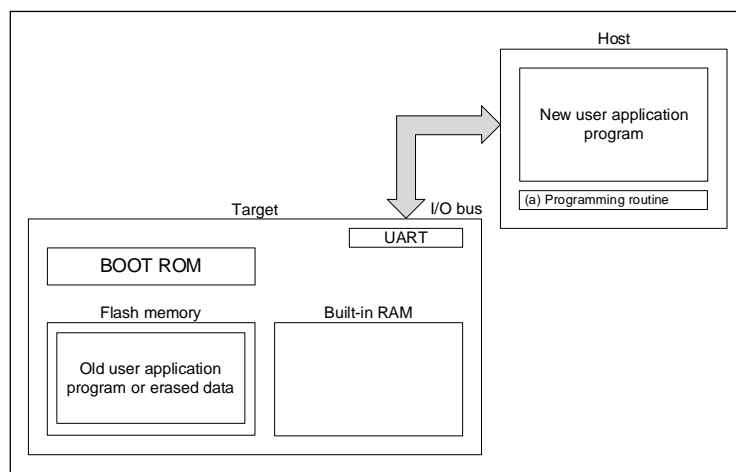 Host
New user application
program
(a) Programming routine
Target
I/O bus
UART
BOOT ROM
Flash memory
Built-in RAM
Old user application
program or erased data